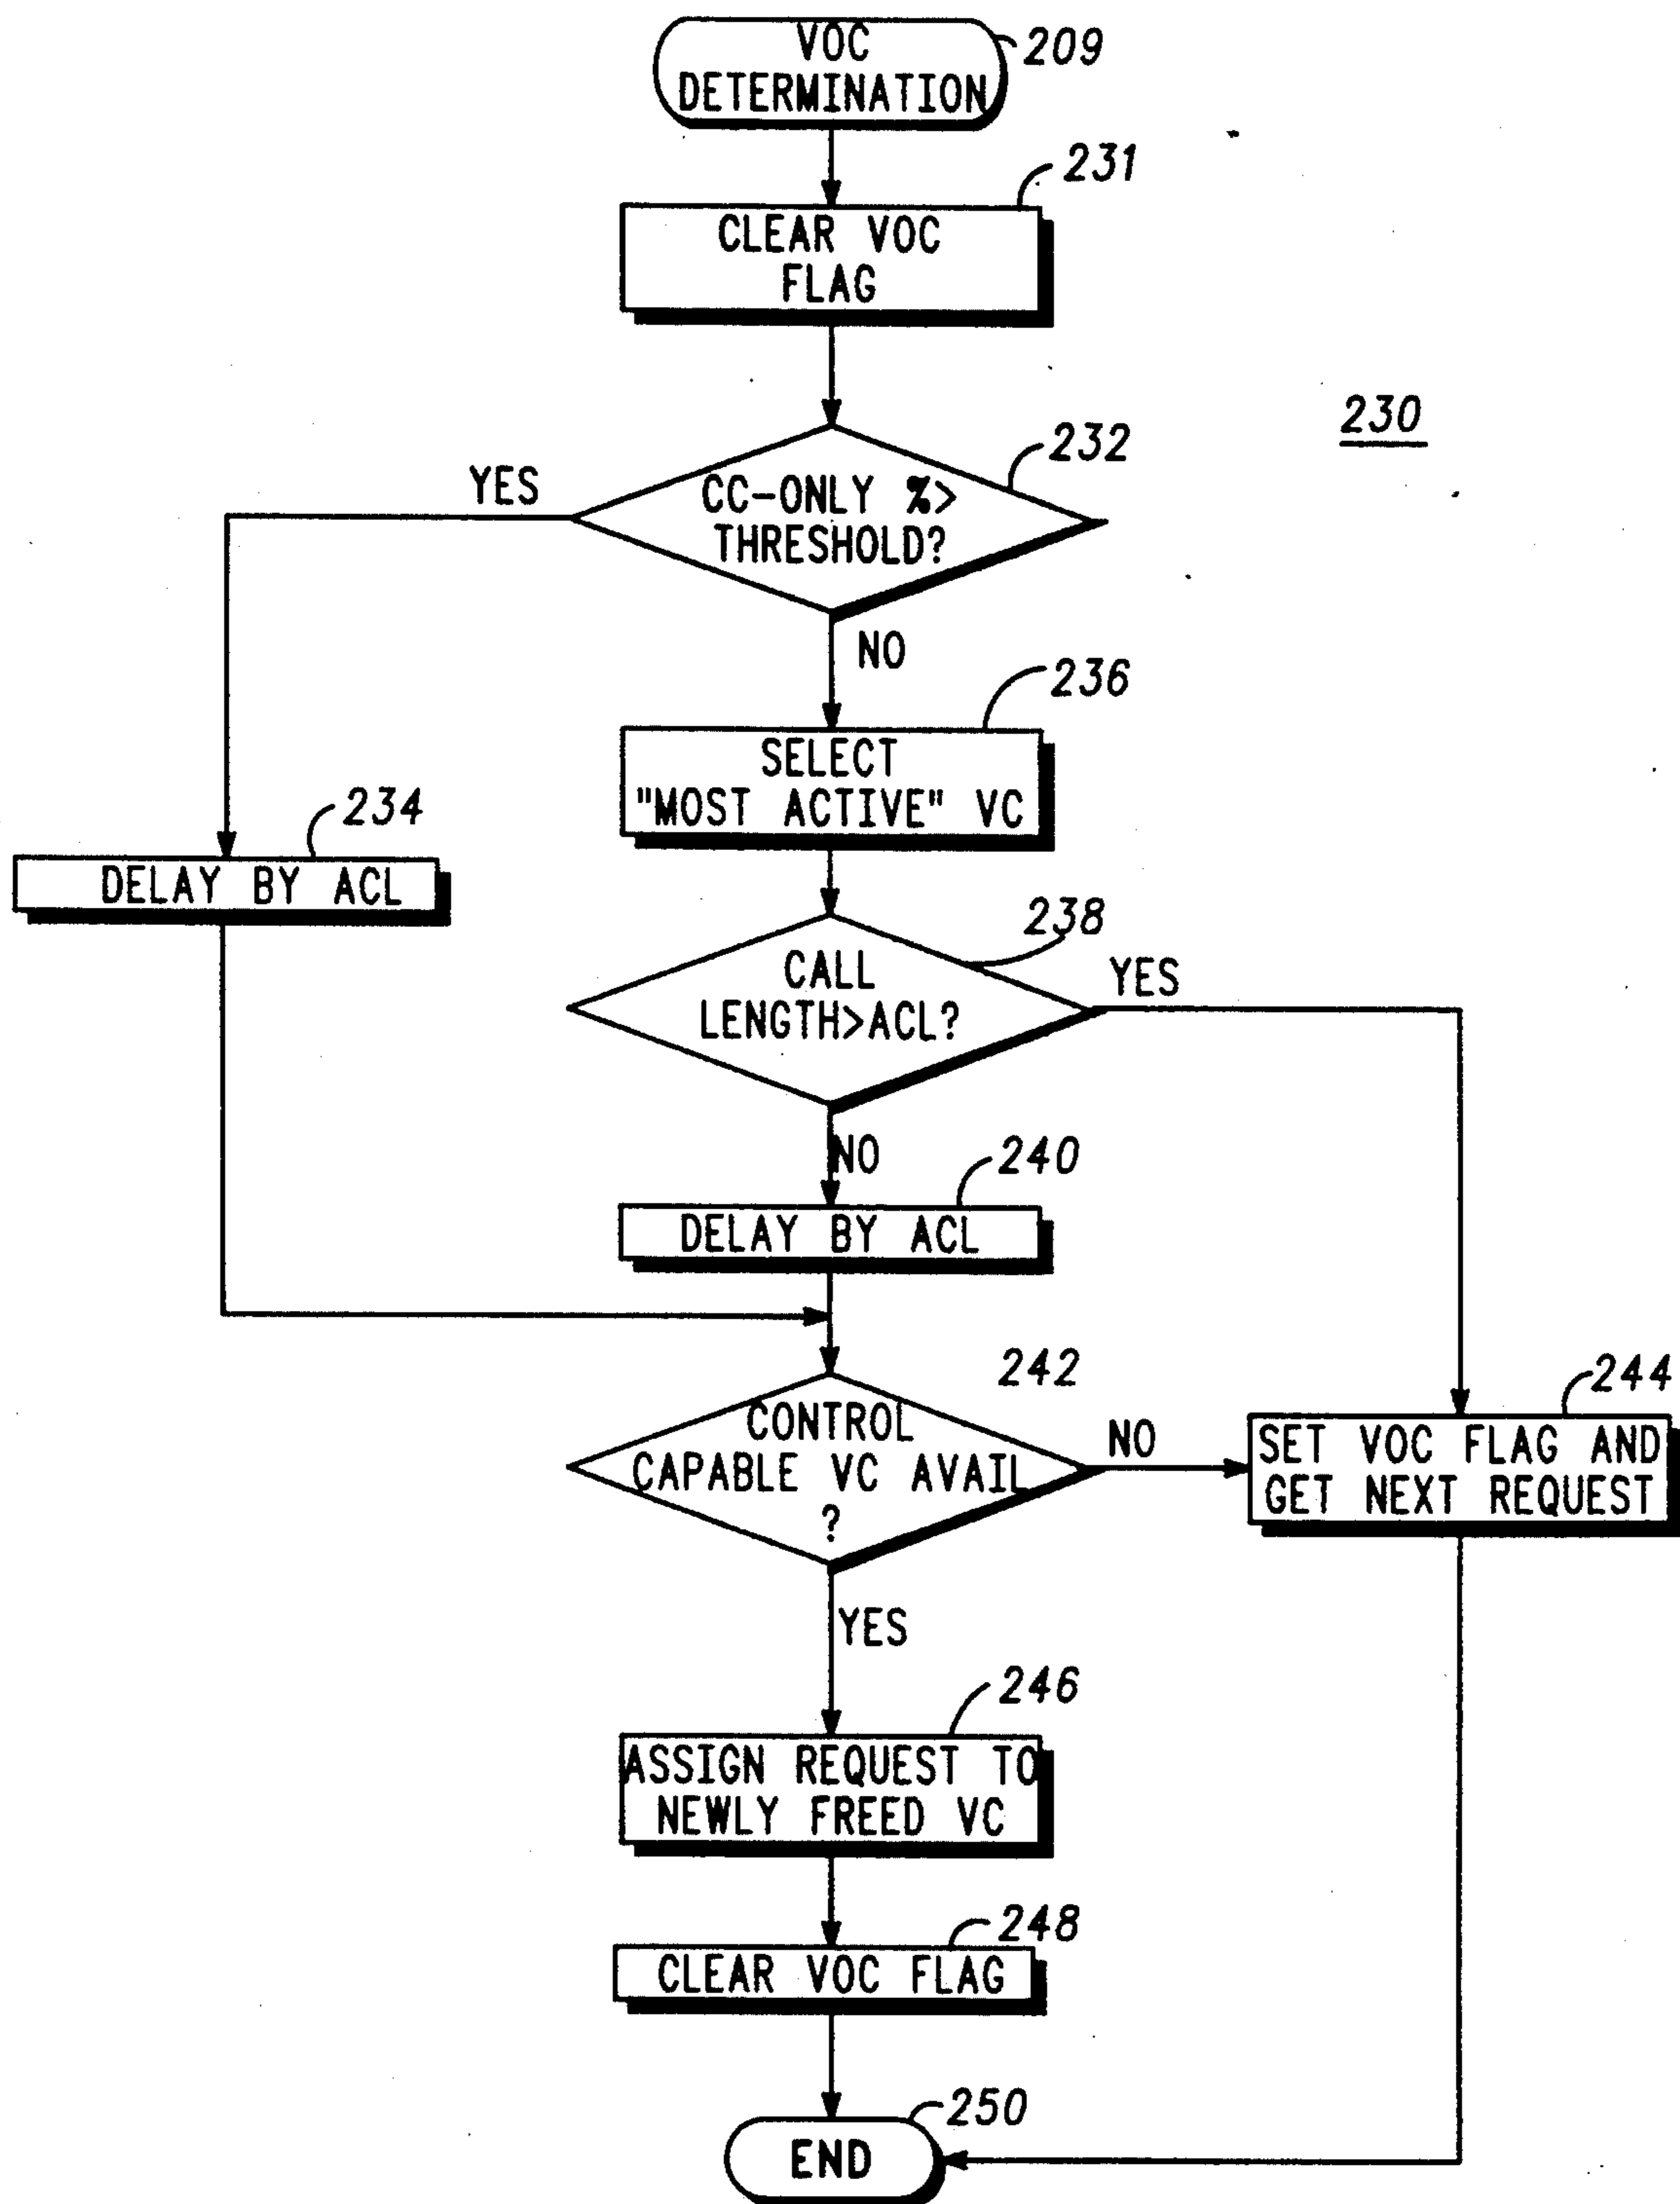 VOC
DETERMINATION
209
231
CLEAR VOC
FLAG
230
232
YES
CC-ONLY %>
THRESHOLD?
NO
236
SELECT
"MOST ACTIVE" VC
234
DELAY BY ACL
238
CALL
LENGTH>ACL?
YES
NO
240
DELAY BY ACL
242
CONTROL
CAPABLE VC AVAIL
?
NO
244
SET VOC FLAG AND
GET NEXT REQUEST
YES
246
ASSIGN REQUEST TO
NEWLY FREED VC
248
CLEAR VOC FLAG
250
END